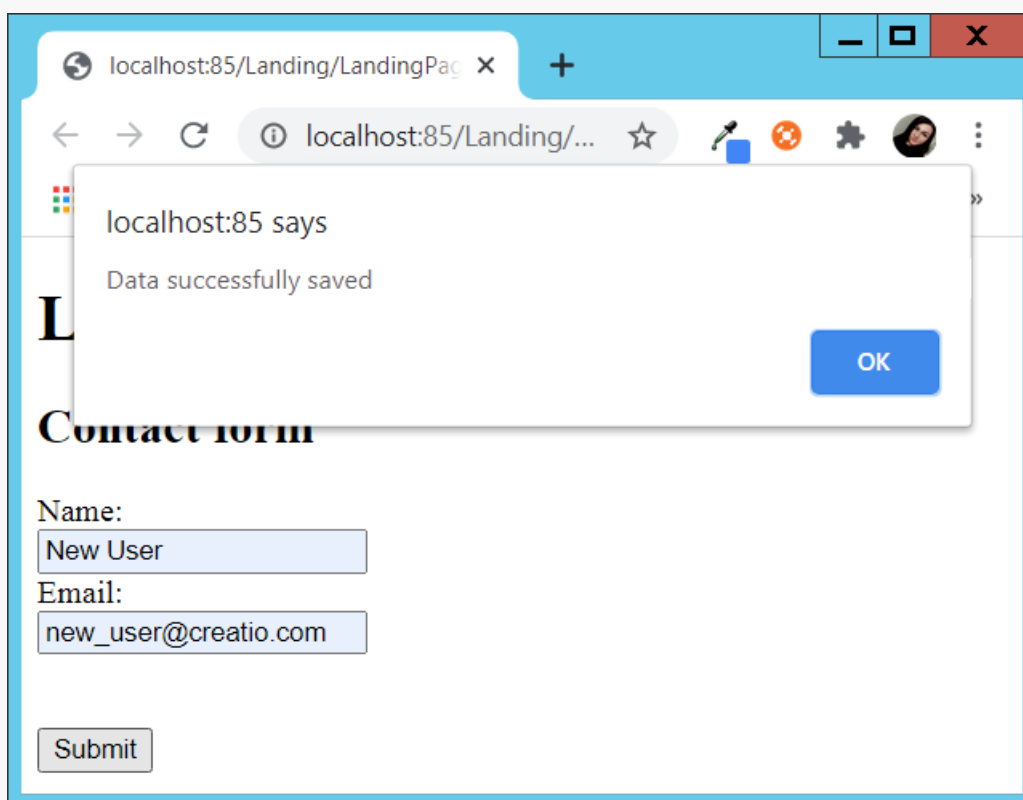 localhost:85/Landing/LandingPag
localhost:85/Landing/...
localhost:85 says
Data successfully saved
OK
L
Contact form
Name:
New User
Email:
new_user@creatio.com
Submit